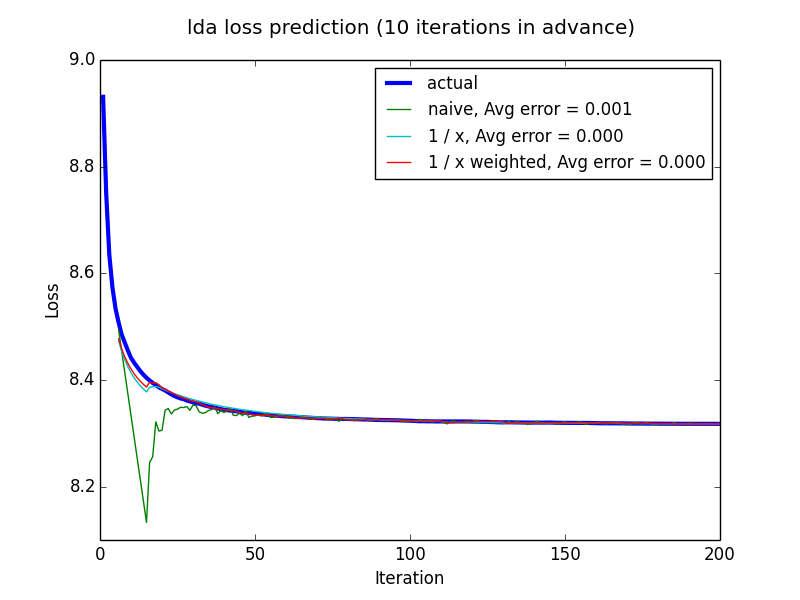 lda loss prediction (10 iterations in advance)
9.0
8.8
8.6
8.4
8.2
Loss
actual
naive, Avg error = 0.001
1 / x, Avg error = 0.000
1 / x weighted, Avg error = 0.000
0 50 100 150 200
Iteration